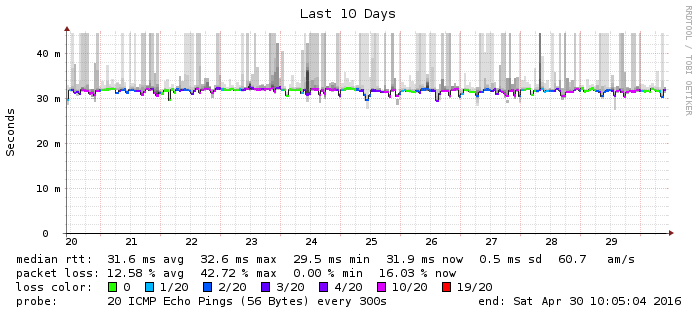 Last 10 Days
RRDTOOL / TOBI OETIKER
Seconds
40 m
30 m
20 m
10 m
0
20 21 22 23 24 25 26 27 28 29
median rtt: 31.6 ms avg 32.6 ms max 29.5 ms min 31.9 ms now 0.5 ms sd 60.7 am/s
packet loss: 12.58 % avg 42.72 % max 0.00 % min 16.03 % now
loss color: 0 1/20 2/20 3/20 4/20 10/20 19/20
probe: 20 ICMP Echo Pings (56 Bytes) every 300s end: Sat Apr 30 10:05:04 2016